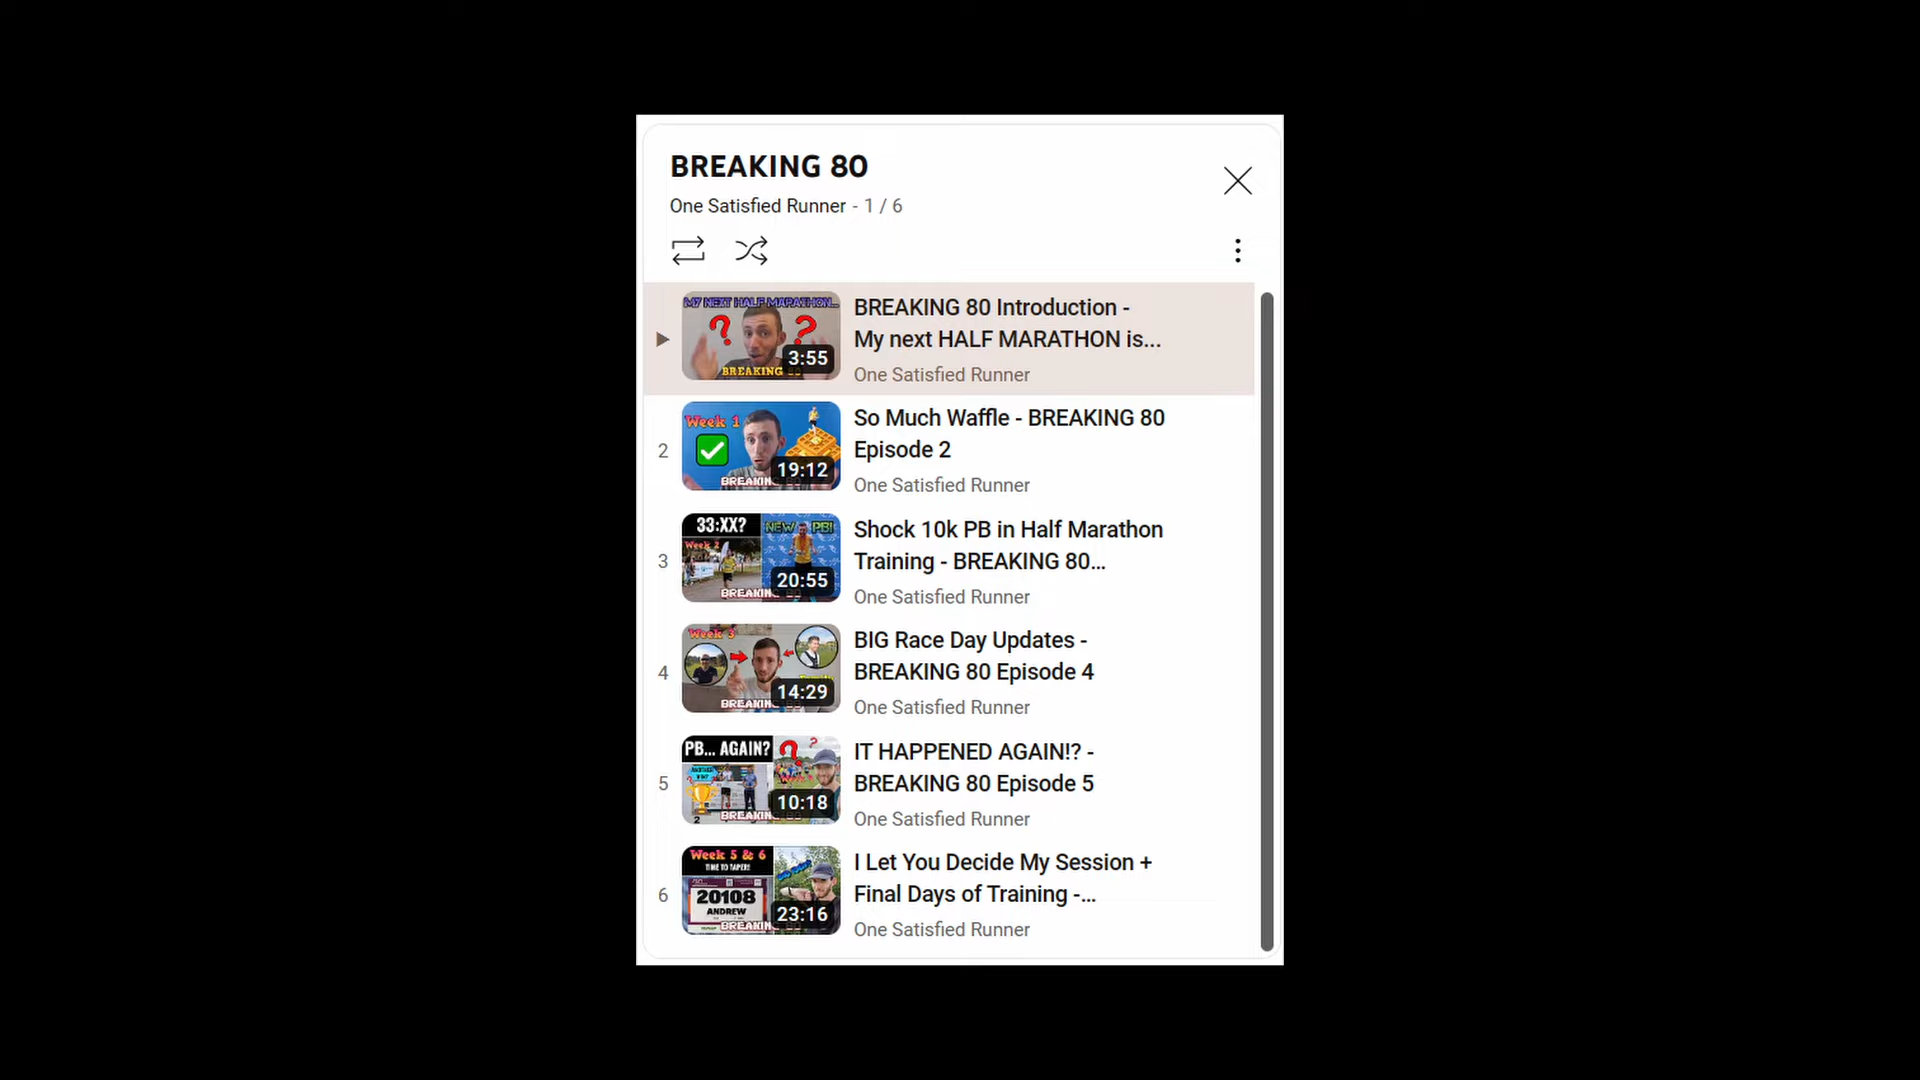 BREAKING 80
One Satisfied Runner - 1 / 6
MY NEXT HALF MARATHON...
3:55
BREAKING 80
BREAKING 80 Introduction -
My next HALF MARATHON is...
One Satisfied Runner
2
Week 1
19:12
So Much Waffle - BREAKING 80
Episode 2
One Satisfied Runner
3
33:XX?
NEW PB!
Week 2
20:55
Shock 10k PB in Half Marathon
Training - BREAKING 80...
One Satisfied Runner
4
Week 3
14:29
BIG Race Day Updates -
BREAKING 80 Episode 4
One Satisfied Runner
5
PB... AGAIN?
10:18
2
IT HAPPENED AGAIN!? -
BREAKING 80 Episode 5
One Satisfied Runner
6
Week 5 & 6
TIME TO TAPER!
20108
ANDREW
23:16
I Let You Decide My Session +
Final Days of Training -...
One Satisfied Runner